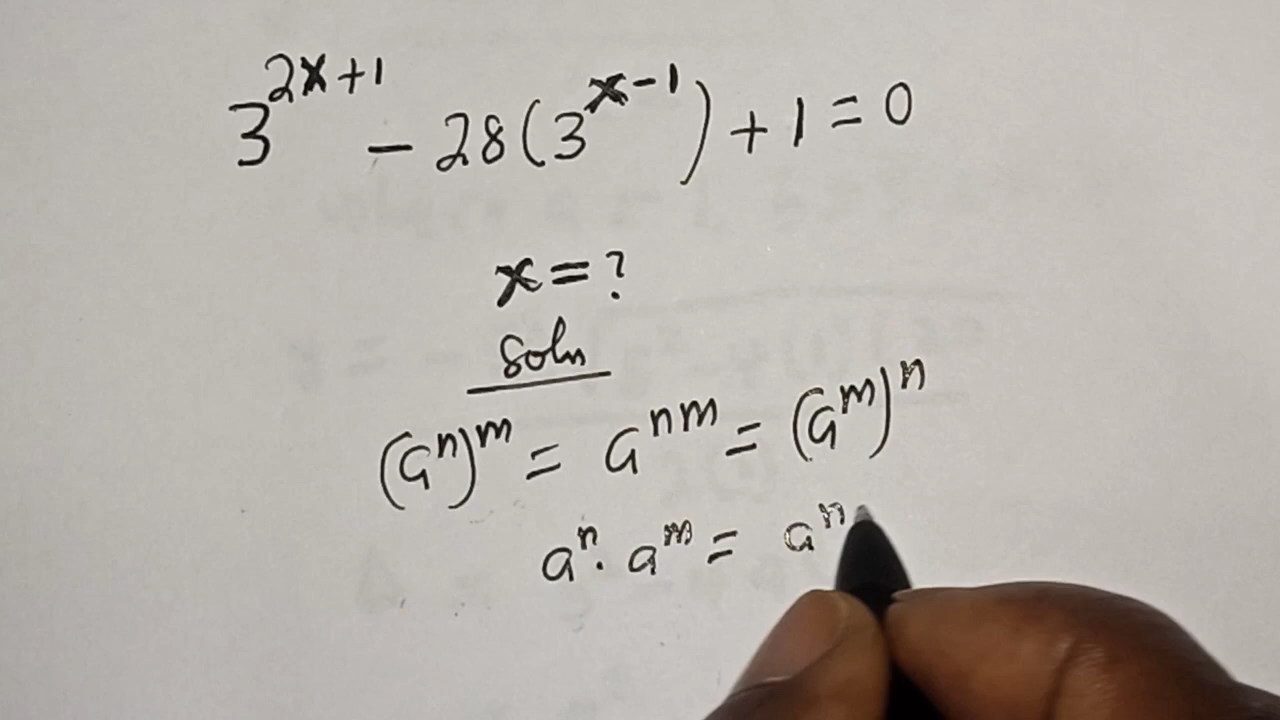 3^{2x+1} - 28(3^{x-1}) + 1 = 0
x = ?
Soln
(a^n)^m = a^{nm} = (a^m)^n
a^n . a^m = a^n